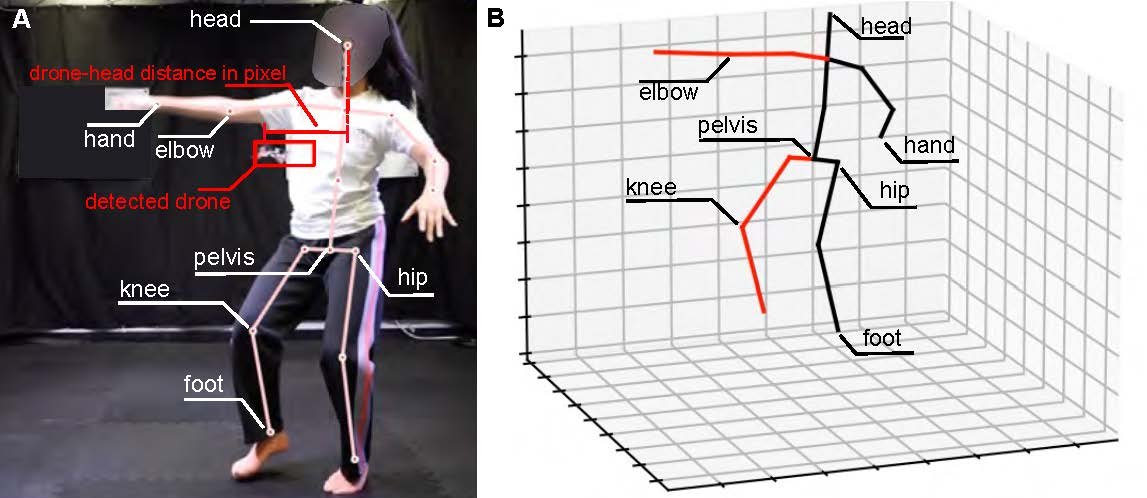 A
head
drone-head distance in pixel
hand
elbow
detected drone
pelvis
hip
knee
foot
B
head
elbow
pelvis
hand
knee
hip
foot